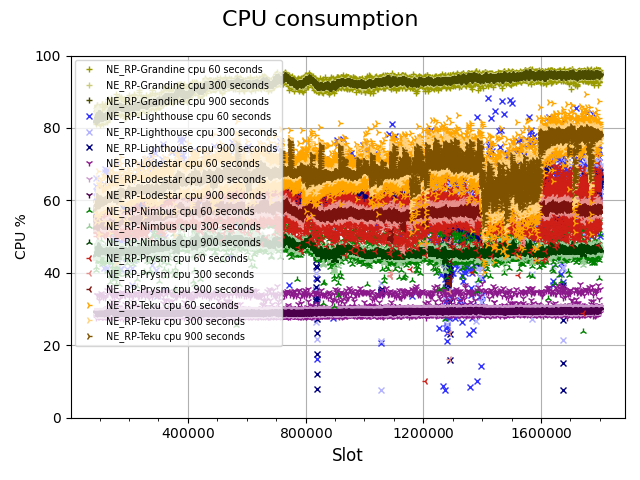 CPU consumption
100
80
60
40
20
0
CPU %
NE_RP-Grandine cpu 60 seconds
NE_RP-Grandine cpu 300 seconds
NE_RP-Grandine cpu 900 seconds
NE_RP-Lighthouse cpu 60 seconds
NE_RP-Lighthouse cpu 300 seconds
NE_RP-Lighthouse cpu 900 seconds
NE_RP-Lodestar cpu 60 seconds
NE_RP-Lodestar cpu 300 seconds
NE_RP-Lodestar cpu 900 seconds
NE_RP-Nimbus cpu 60 seconds
NE_RP-Nimbus cpu 300 seconds
NE_RP-Nimbus cpu 900 seconds
NE_RP-Prysm cpu 60 seconds
NE_RP-Prysm cpu 300 seconds
NE_RP-Prysm cpu 900 seconds
NE_RP-Teku cpu 60 seconds
NE_RP-Teku cpu 300 seconds
NE_RP-Teku cpu 900 seconds
400000 800000 1200000 1600000
Slot